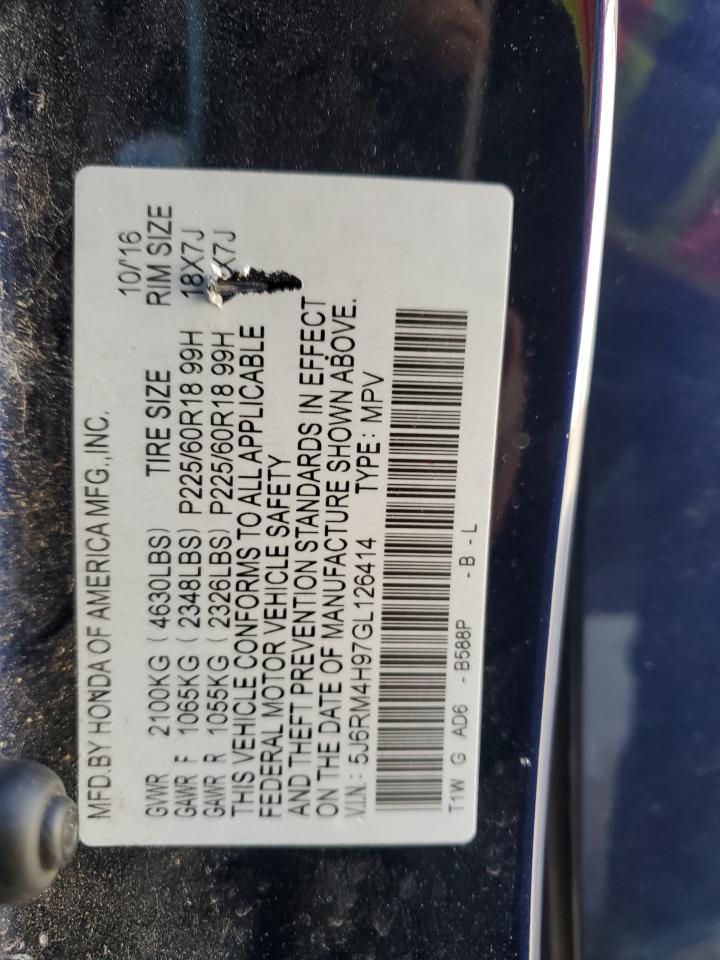 MFD.BY HONDA OF AMERICA MFG.,INC. 10/'16
GVWR 2100KG ( 4630LBS) TIRE SIZE RIM SIZE
GAWR F 1065KG ( 2348LBS) P225/60R18 99H 18X7J
GAWR R 1055KG ( 2326LBS) P225/60R18 99H X7J
THIS VEHICLE CONFORMS TO ALL APPLICABLE
FEDERAL MOTOR VEHICLE SAFETY
AND THEFT PREVENTION STANDARDS IN EFFECT
ON THE DATE OF MANUFACTURE SHOWN ABOVE.
V.I.N.: 5J6RM4H97GL126414 TYPE : MPV
T1W G AD6 - B588P - B - L